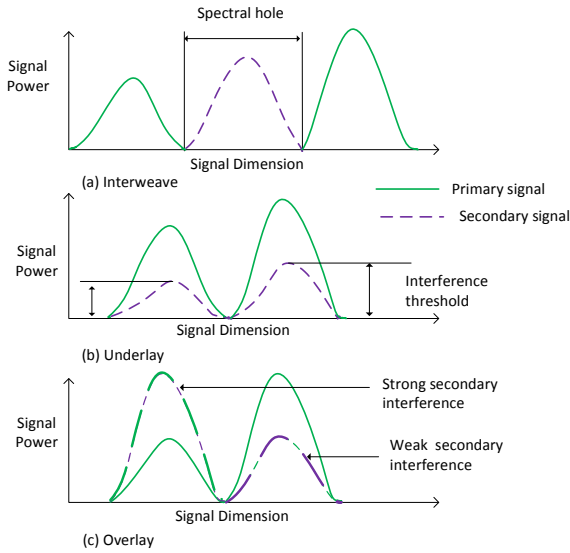 Spectral hole
Signal
Power
Signal Dimension
(a) Interweave
Primary signal
Secondary signal
Signal
Power
Interference
threshold
Signal Dimension
(b) Underlay
Strong secondary
interference
Signal
Power
Weak secondary
interference
Signal Dimension
(c) Overlay